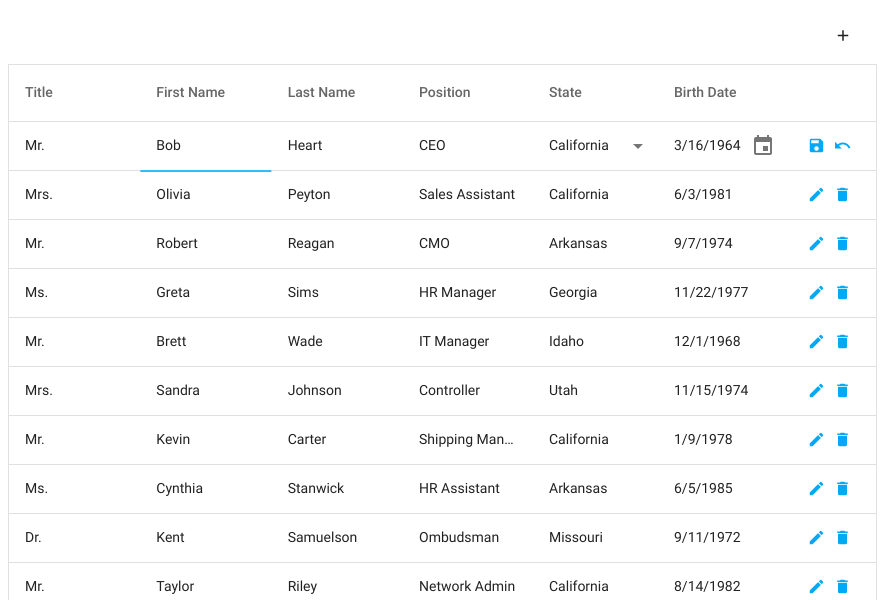 +
Title First Name Last Name Position State Birth Date
Mr. Bob Heart CEO California 3/16/1964
Mrs. Olivia Peyton Sales Assistant California 6/3/1981
Mr. Robert Reagan CMO Arkansas 9/7/1974
Ms. Greta Sims HR Manager Georgia 11/22/1977
Mr. Brett Wade IT Manager Idaho 12/1/1968
Mrs. Sandra Johnson Controller Utah 11/15/1974
Mr. Kevin Carter Shipping Man... California 1/9/1978
Ms. Cynthia Stanwick HR Assistant Arkansas 6/5/1985
Dr. Kent Samuelson Ombudsman Missouri 9/11/1972
Mr. Taylor Riley Network Admin California 8/14/1982